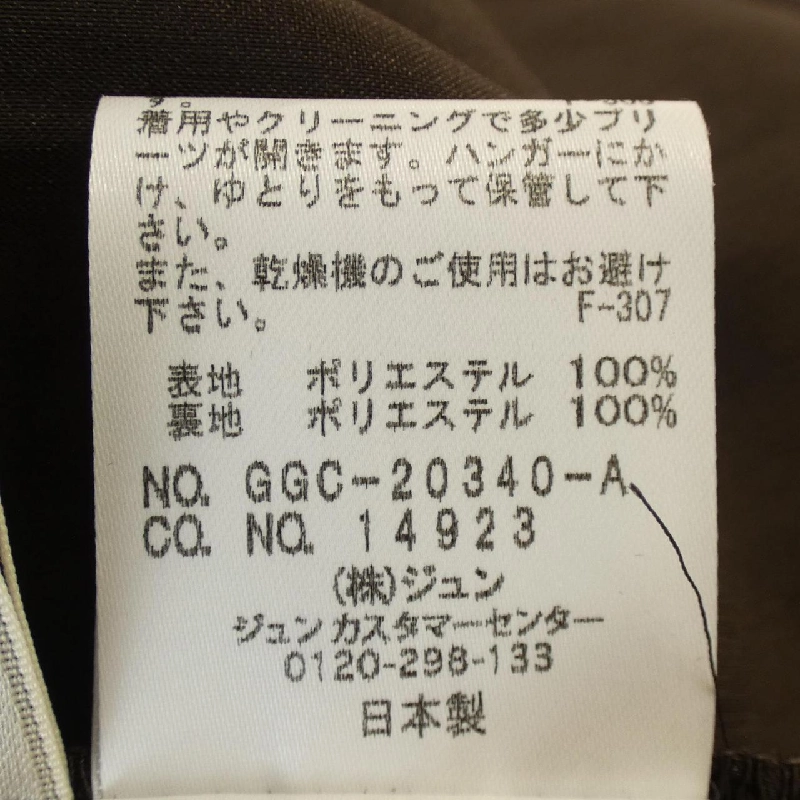 す。
着用やクリーニングで多少プリ
ーツが開きます。ハンガーにか
け、ゆとりをもって保管して下
さい。
また、乾燥機のご使用はお避け
下さい。 F-307
表地 ポリエステル 100%
裏地 ポリエステル 100%
NO. GGC-20340-A
CO. NO. 14923
(株)ジュン
ジュンカスタマーセンター
0120-298-133
日本製